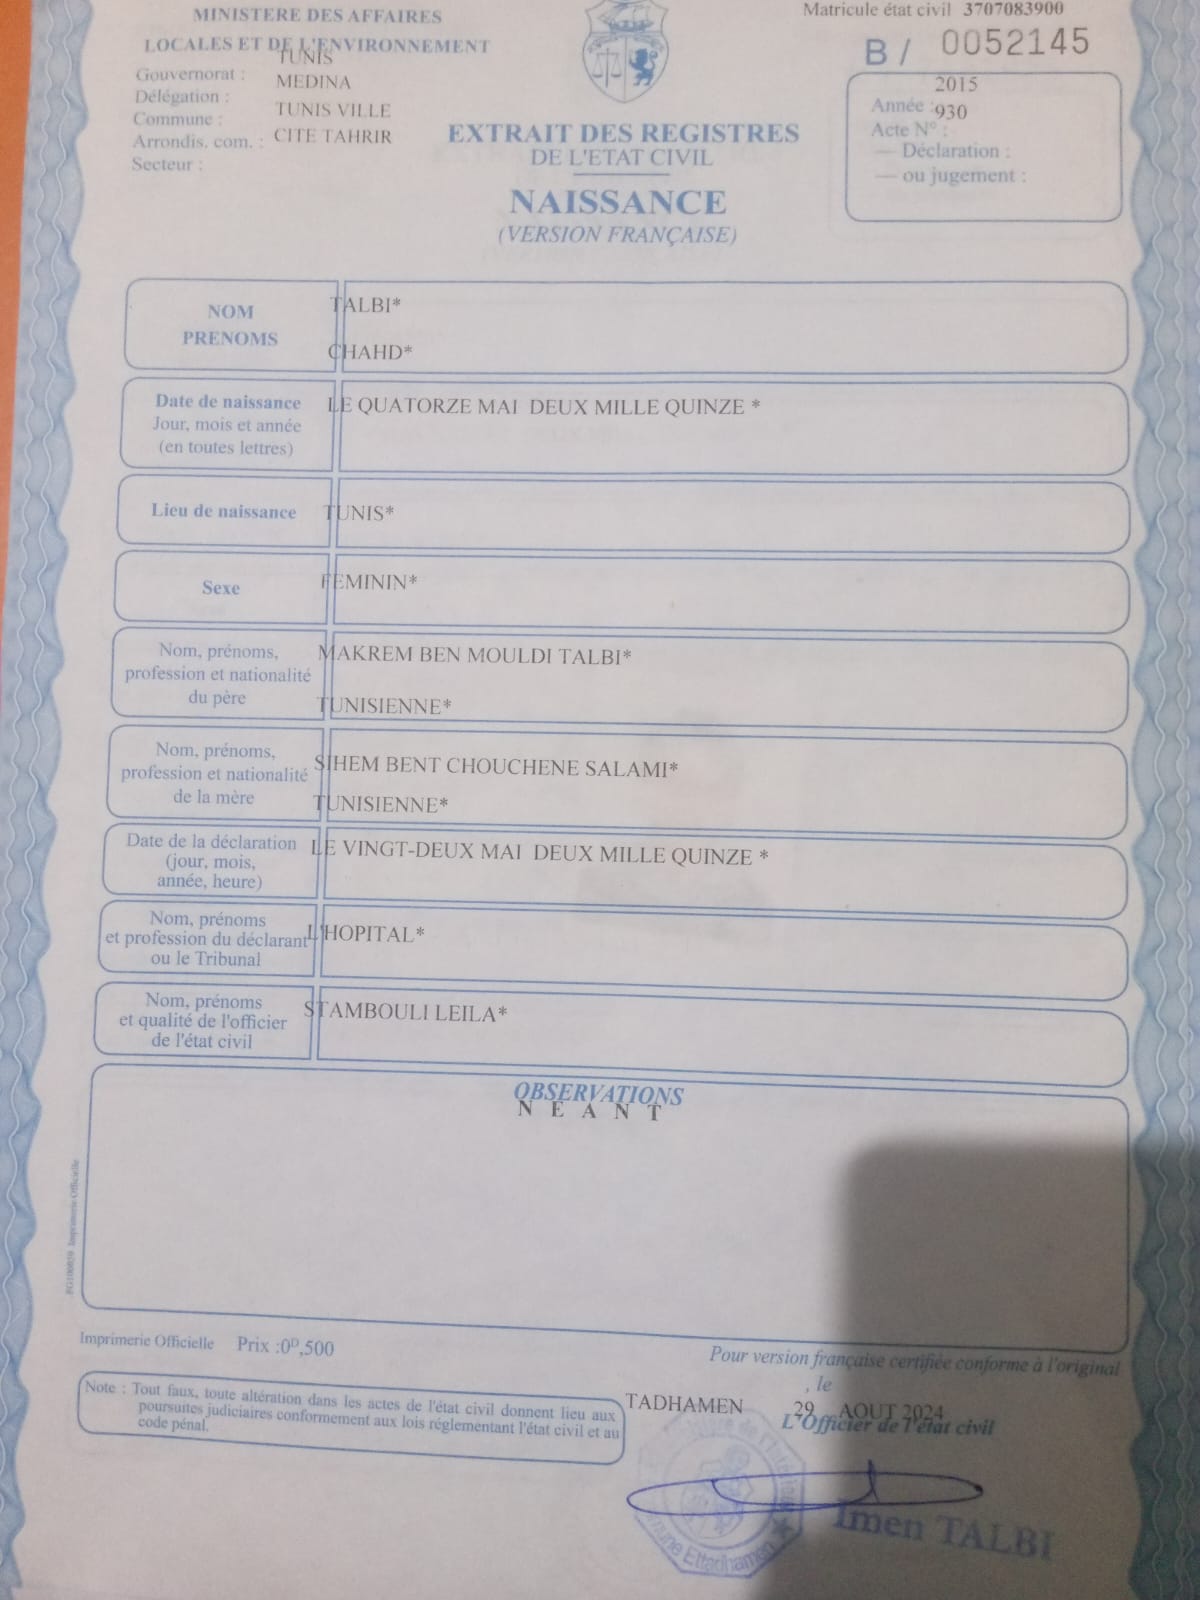 MINISTERE DES AFFAIRES
LOCALES ET DE L'ENVIRONNEMENT
Gouvernorat : TUNIS
Délégation : MEDINA
Commune : TUNIS VILLE
Arrondis. com. : CITE TAHRIR
Secteur :
EXTRAIT DES REGISTRES
DE L'ETAT CIVIL
NAISSANCE
(VERSION FRANÇAISE)
Matricule état civil 3707083900
B / 0052145
Année : 2015
Acte N° : 930
— Déclaration :
— ou jugement :
NOM
PRENOMS
TALBI*
CHAHD*
Date de naissance
Jour, mois et année
(en toutes lettres)
LE QUATORZE MAI DEUX MILLE QUINZE *
Lieu de naissance
TUNIS*
Sexe
FEMININ*
Nom, prénoms,
profession et nationalité
du père
MAKREM BEN MOULDI TALBI*
TUNISIENNE*
Nom, prénoms,
profession et nationalité
de la mère
SIHEM BENT CHOUCHENE SALAMI*
TUNISIENNE*
Date de la déclaration
(jour, mois,
année, heure)
LE VINGT-DEUX MAI DEUX MILLE QUINZE *
Nom, prénoms
et profession du déclarant
ou le Tribunal
L'HOPITAL*
Nom, prénoms
et qualité de l'officier
de l'état civil
STAMBOULI LEILA*
OBSERVATIONS
N E A N T
Imprimerie Officielle
Imprimerie Officielle Prix :0ᴰ,500
Note : Tout faux, toute altération dans les actes de l'état civil donnent lieu aux
poursuites judiciaires conformement aux lois réglementant l'état civil et au
code pénal.
Pour version française certifiée conforme à l'original
, le
TADHAMEN 29 AOUT 2024
L'Officier de l'état civil
Commune Ettadhamen
Imen TALBI